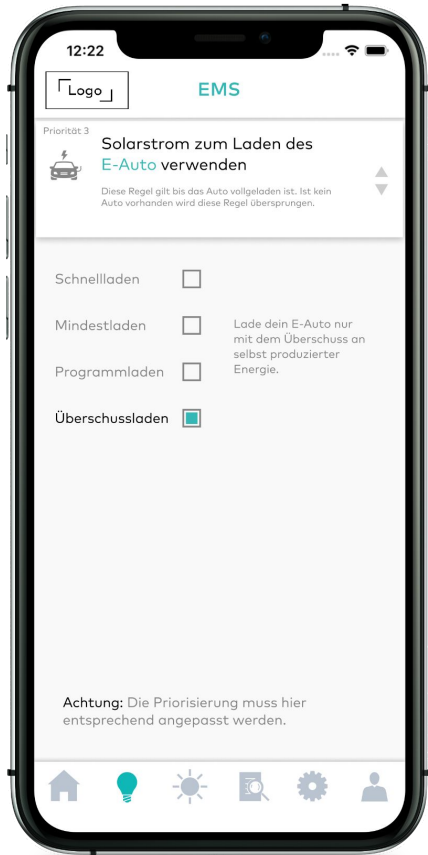 12:22
Logo
EMS
Priorität 3
Solarstrom zum Laden des
E-Auto verwenden
Diese Regel gilt bis das Auto vollgeladen ist. Ist kein
Auto vorhanden wird diese Regel übersprungen.
Schnellladen
Mindestladen
Lade dein E-Auto nur
mit dem Überschuss an
selbst produzierter
Energie.
Programmladen
Überschussladen
Achtung: Die Priorisierung muss hier
entsprechend angepasst werden.